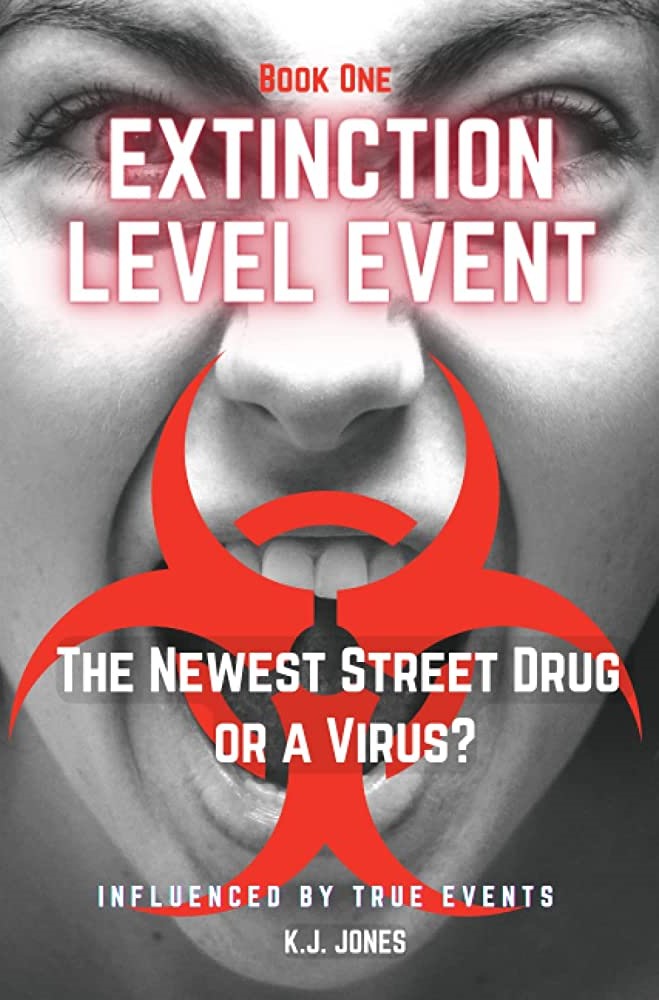 BOOK ONE
EXTINCTION
LEVEL EVENT
THE NEWEST STREET DRUG
OR A VIRUS?
INFLUENCED BY TRUE EVENTS
K.J. JONES